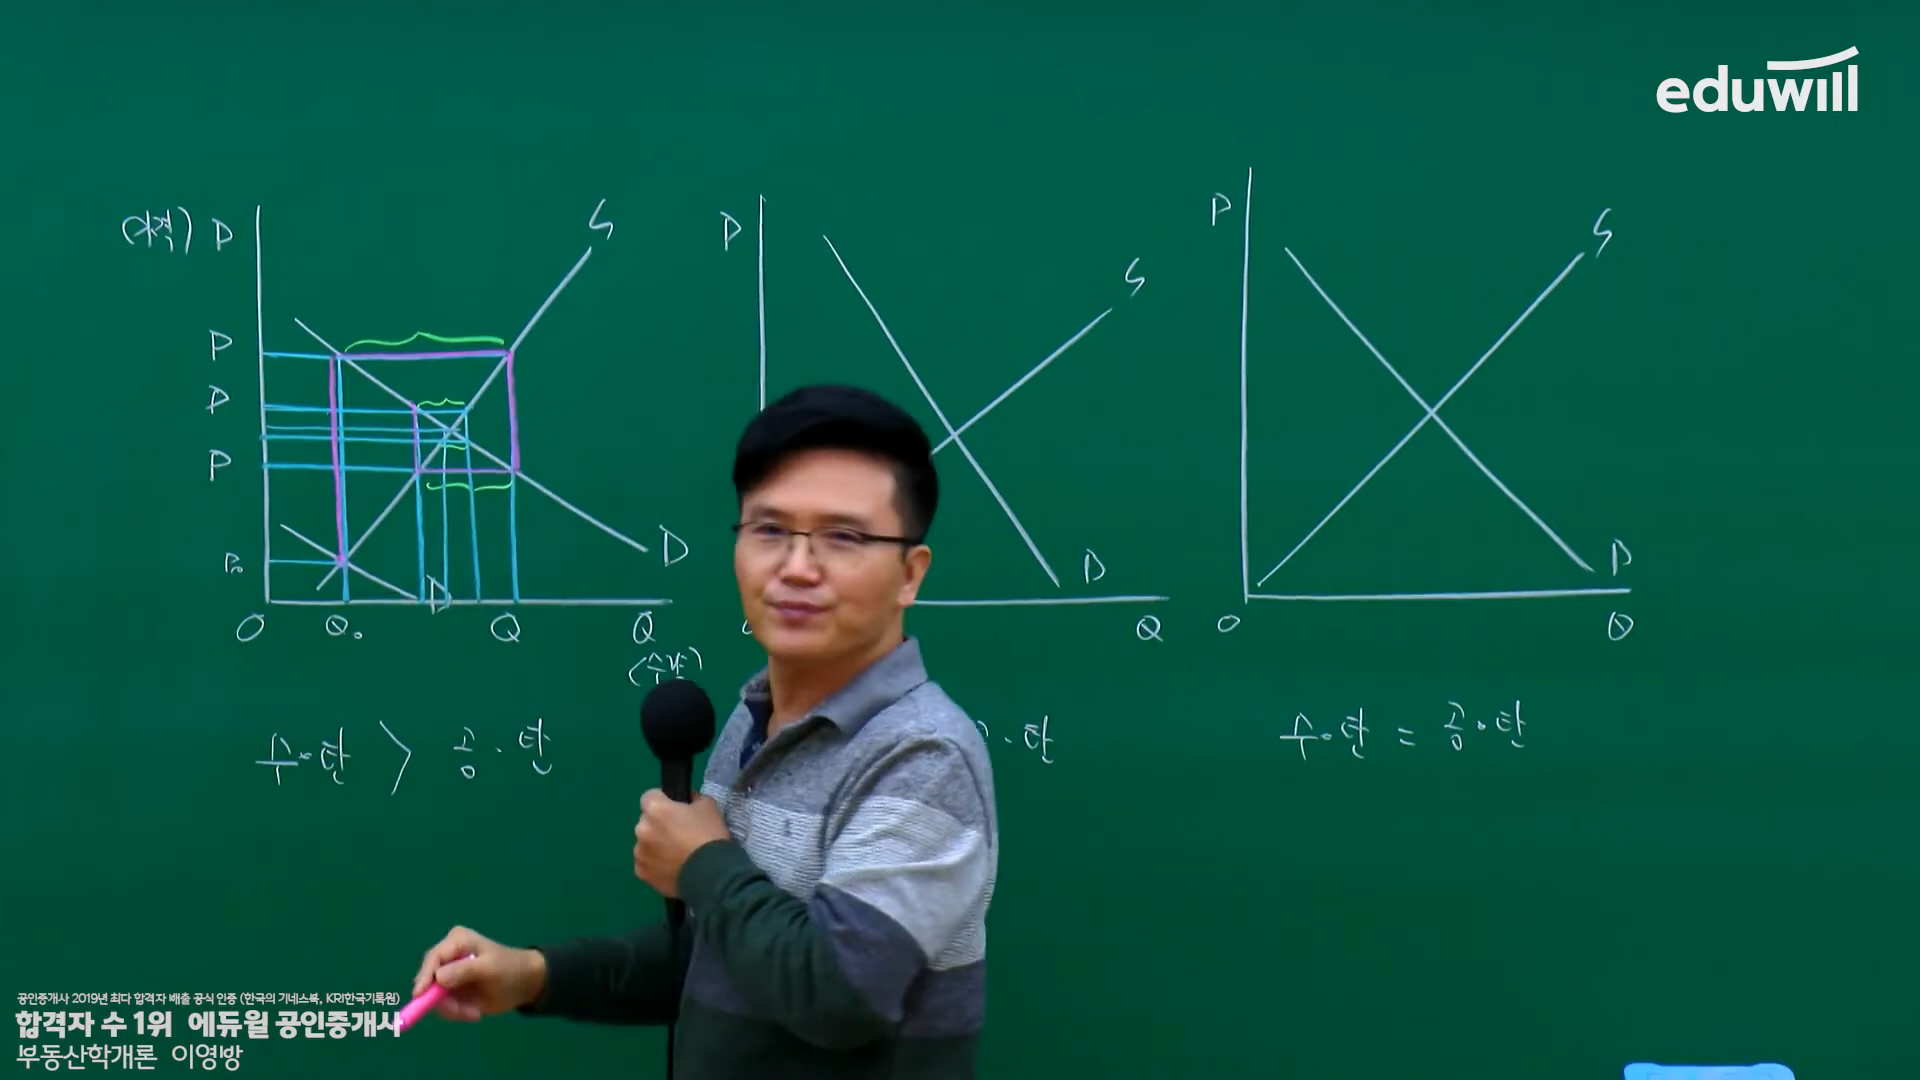 eduwill
(가격) P
S
P
S
P
S
P
P
P
P₀
D
D
D
D
O
Q₀
Q
Q
(수량)
Q
O
Q
수·탄 > 공·탄
공·탄
수·탄 = 공·탄
공인중개사 2019년 최다 합격자 배출 공식 인증 (한국의 기네스북, KRI한국기록원)
합격자 수 1위 에듀윌 공인중개사
부동산학개론 이영방